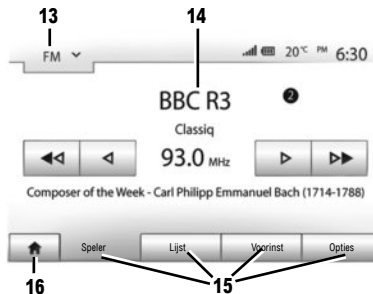 13
14
FM
20°C PM 6:30
BBC R3
2
Classiq
93.0 MHz
Composer of the Week - Carl Philipp Emmanuel Bach (1714-1788)
Speler Lijst Voorinst Opties
16
15